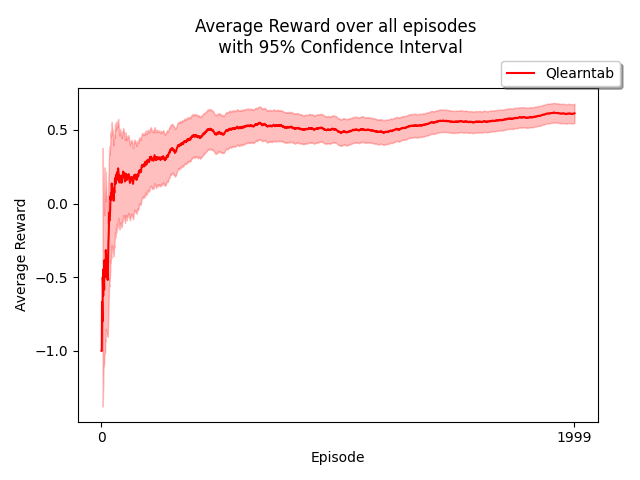 Average Reward over all episodes
with 95% Confidence Interval
Qlearntab
0.5
0.0
−0.5
−1.0
Average Reward
0
1999
Episode